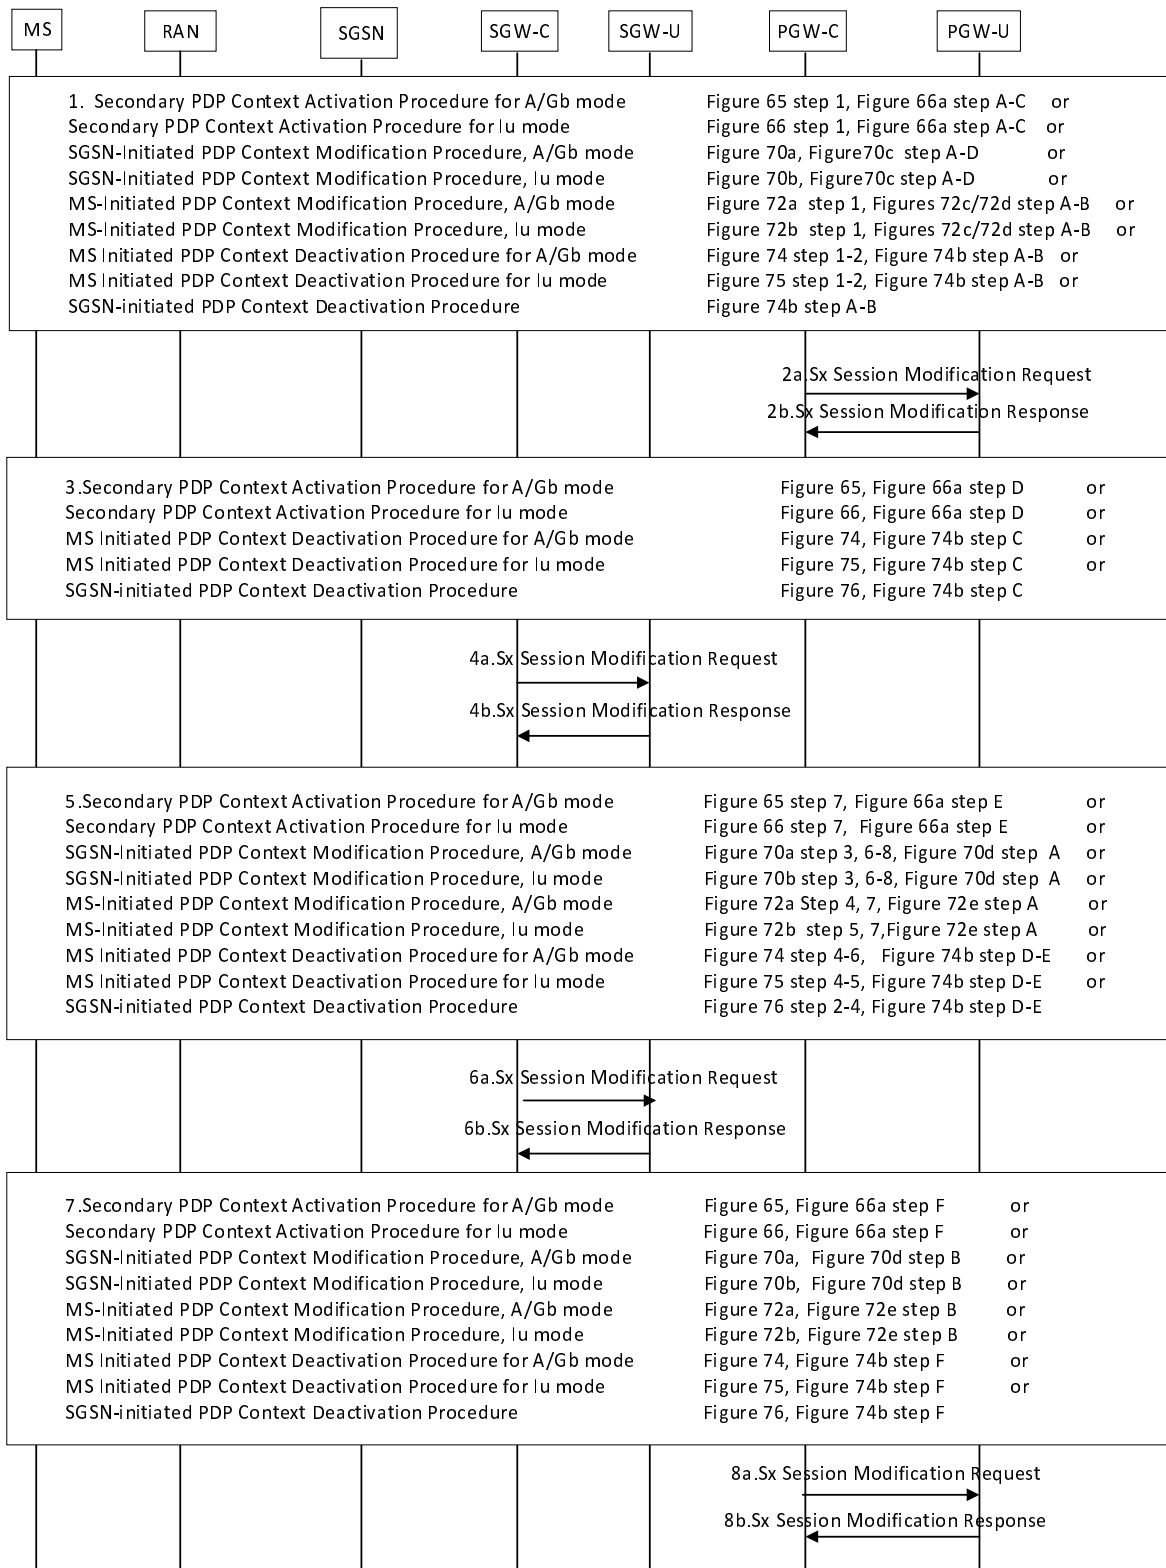 MS RAN SGSN SGW-C SGW-U PGW-C PGW-U
1. Secondary PDP Context Activation Procedure for A/Gb mode Figure 65 step 1, Figure 66a step A-C or
Secondary PDP Context Activation Procedure for Iu mode Figure 66 step 1, Figure 66a step A-C or
SGSN-Initiated PDP Context Modification Procedure, A/Gb mode Figure 70a, Figure70c step A-D or
SGSN-Initiated PDP Context Modification Procedure, Iu mode Figure 70b, Figure70c step A-D or
MS-Initiated PDP Context Modification Procedure, A/Gb mode Figure 72a step 1, Figures 72c/72d step A-B or
MS-Initiated PDP Context Modification Procedure, Iu mode Figure 72b step 1, Figures 72c/72d step A-B or
MS Initiated PDP Context Deactivation Procedure for A/Gb mode Figure 74 step 1-2, Figure 74b step A-B or
MS Initiated PDP Context Deactivation Procedure for Iu mode Figure 75 step 1-2, Figure 74b step A-B or
SGSN-initiated PDP Context Deactivation Procedure Figure 74b step A-B
2a.Sx Session Modification Request
2b.Sx Session Modification Response
3.Secondary PDP Context Activation Procedure for A/Gb mode Figure 65, Figure 66a step D or
Secondary PDP Context Activation Procedure for Iu mode Figure 66, Figure 66a step D or
MS Initiated PDP Context Deactivation Procedure for A/Gb mode Figure 74, Figure 74b step C or
MS Initiated PDP Context Deactivation Procedure for Iu mode Figure 75, Figure 74b step C or
SGSN-initiated PDP Context Deactivation Procedure Figure 76, Figure 74b step C
4a.Sx Session Modification Request
4b.Sx Session Modification Response
5.Secondary PDP Context Activation Procedure for A/Gb mode Figure 65 step 7, Figure 66a step E or
Secondary PDP Context Activation Procedure for Iu mode Figure 66 step 7, Figure 66a step E or
SGSN-Initiated PDP Context Modification Procedure, A/Gb mode Figure 70a step 3, 6-8, Figure 70d step A or
SGSN-Initiated PDP Context Modification Procedure, Iu mode Figure 70b step 3, 6-8, Figure 70d step A or
MS-Initiated PDP Context Modification Procedure, A/Gb mode Figure 72a Step 4, 7, Figure 72e step A or
MS-Initiated PDP Context Modification Procedure, Iu mode Figure 72b step 5, 7,Figure 72e step A or
MS Initiated PDP Context Deactivation Procedure for A/Gb mode Figure 74 step 4-6, Figure 74b step D-E or
MS Initiated PDP Context Deactivation Procedure for Iu mode Figure 75 step 4-5, Figure 74b step D-E or
SGSN-initiated PDP Context Deactivation Procedure Figure 76 step 2-4, Figure 74b step D-E
6a.Sx Session Modification Request
6b.Sx Session Modification Response
7.Secondary PDP Context Activation Procedure for A/Gb mode Figure 65, Figure 66a step F or
Secondary PDP Context Activation Procedure for Iu mode Figure 66, Figure 66a step F or
SGSN-Initiated PDP Context Modification Procedure, A/Gb mode Figure 70a, Figure 70d step B or
SGSN-Initiated PDP Context Modification Procedure, Iu mode Figure 70b, Figure 70d step B or
MS-Initiated PDP Context Modification Procedure, A/Gb mode Figure 72a, Figure 72e step B or
MS-Initiated PDP Context Modification Procedure, Iu mode Figure 72b, Figure 72e step B or
MS Initiated PDP Context Deactivation Procedure for A/Gb mode Figure 74, Figure 74b step F or
MS Initiated PDP Context Deactivation Procedure for Iu mode Figure 75, Figure 74b step F or
SGSN-initiated PDP Context Deactivation Procedure Figure 76, Figure 74b step F
8a.Sx Session Modification Request
8b.Sx Session Modification Response